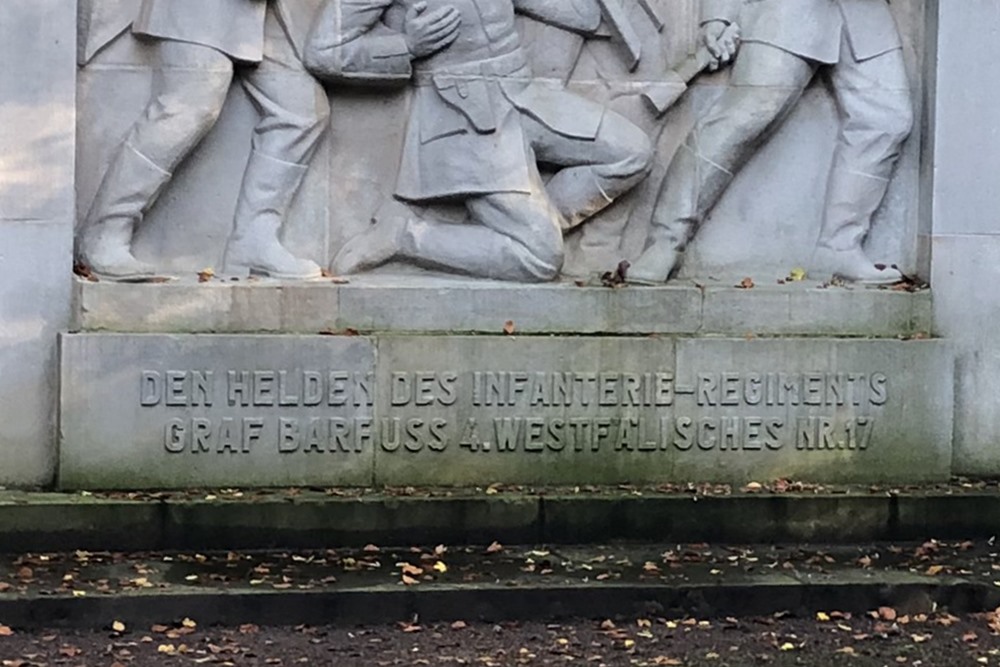 DEN HELDEN DES INFANTERIE-REGIMENTS
GRAF BARFUSS 4. WESTFÄLISCHES NR. 17